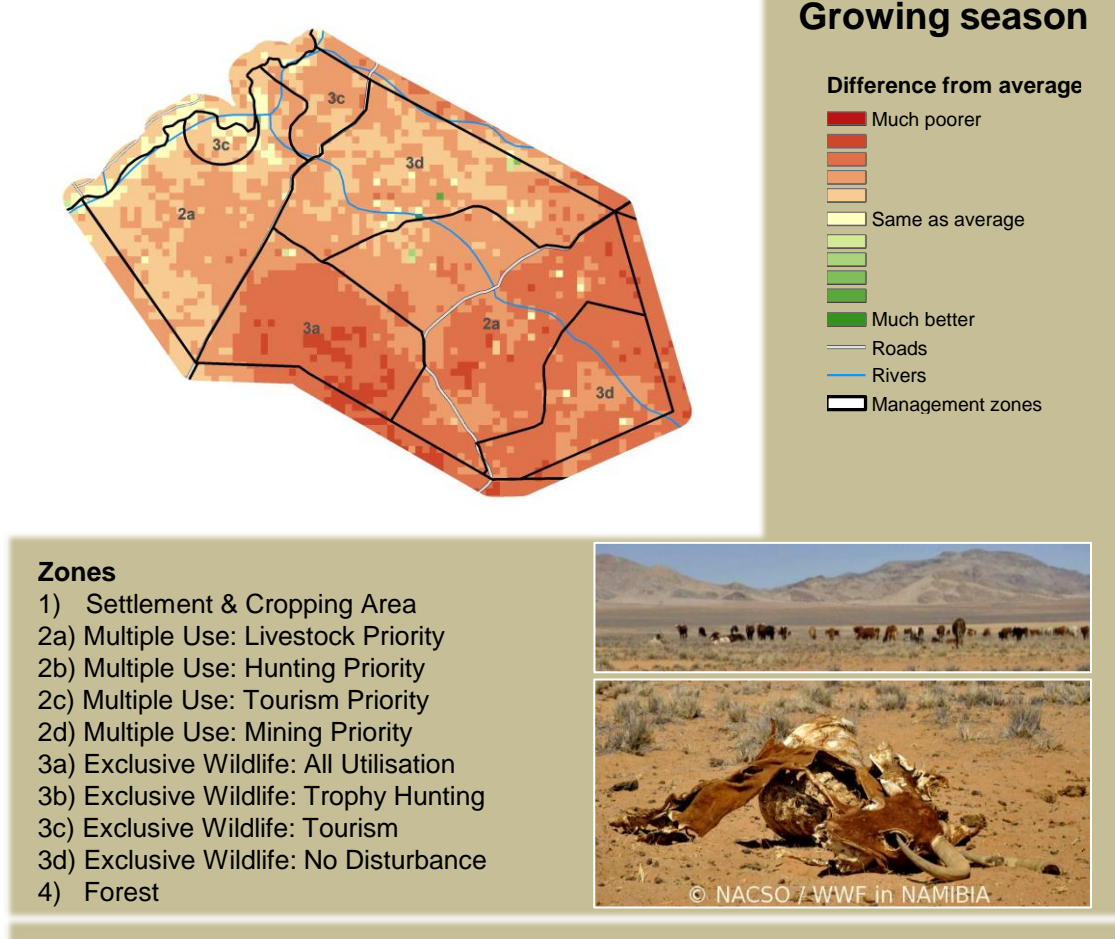 Growing season
Difference from average
Much poorer
Same as average
Much better
Roads
Rivers
Management zones
3c
3c
3d
2a
3a
2a
3d
Zones
1) Settlement & Cropping Area
2a) Multiple Use: Livestock Priority
2b) Multiple Use: Hunting Priority
2c) Multiple Use: Tourism Priority
2d) Multiple Use: Mining Priority
3a) Exclusive Wildlife: All Utilisation
3b) Exclusive Wildlife: Trophy Hunting
3c) Exclusive Wildlife: Tourism
3d) Exclusive Wildlife: No Disturbance
4) Forest
© NACSO / WWF in NAMIBIA